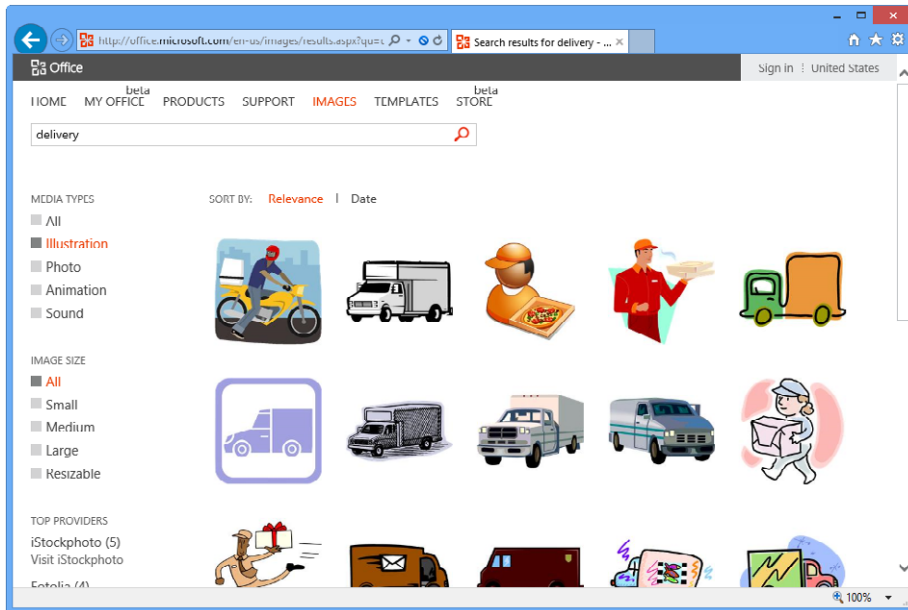 http://office.microsoft.com/en-us/images/results.aspx?qu=
Search results for delivery - ...
Office
Sign in
United States
beta
beta
HOME MY OFFICE PRODUCTS SUPPORT IMAGES TEMPLATES STORE
delivery
MEDIA TYPES
SORT BY: Relevance | Date
All
Illustration
Photo
Animation
Sound
IMAGE SIZE
All
Small
Medium
Large
Resizable
TOP PROVIDERS
iStockphoto (5)
Visit iStockphoto
Fotolia (4)
100%